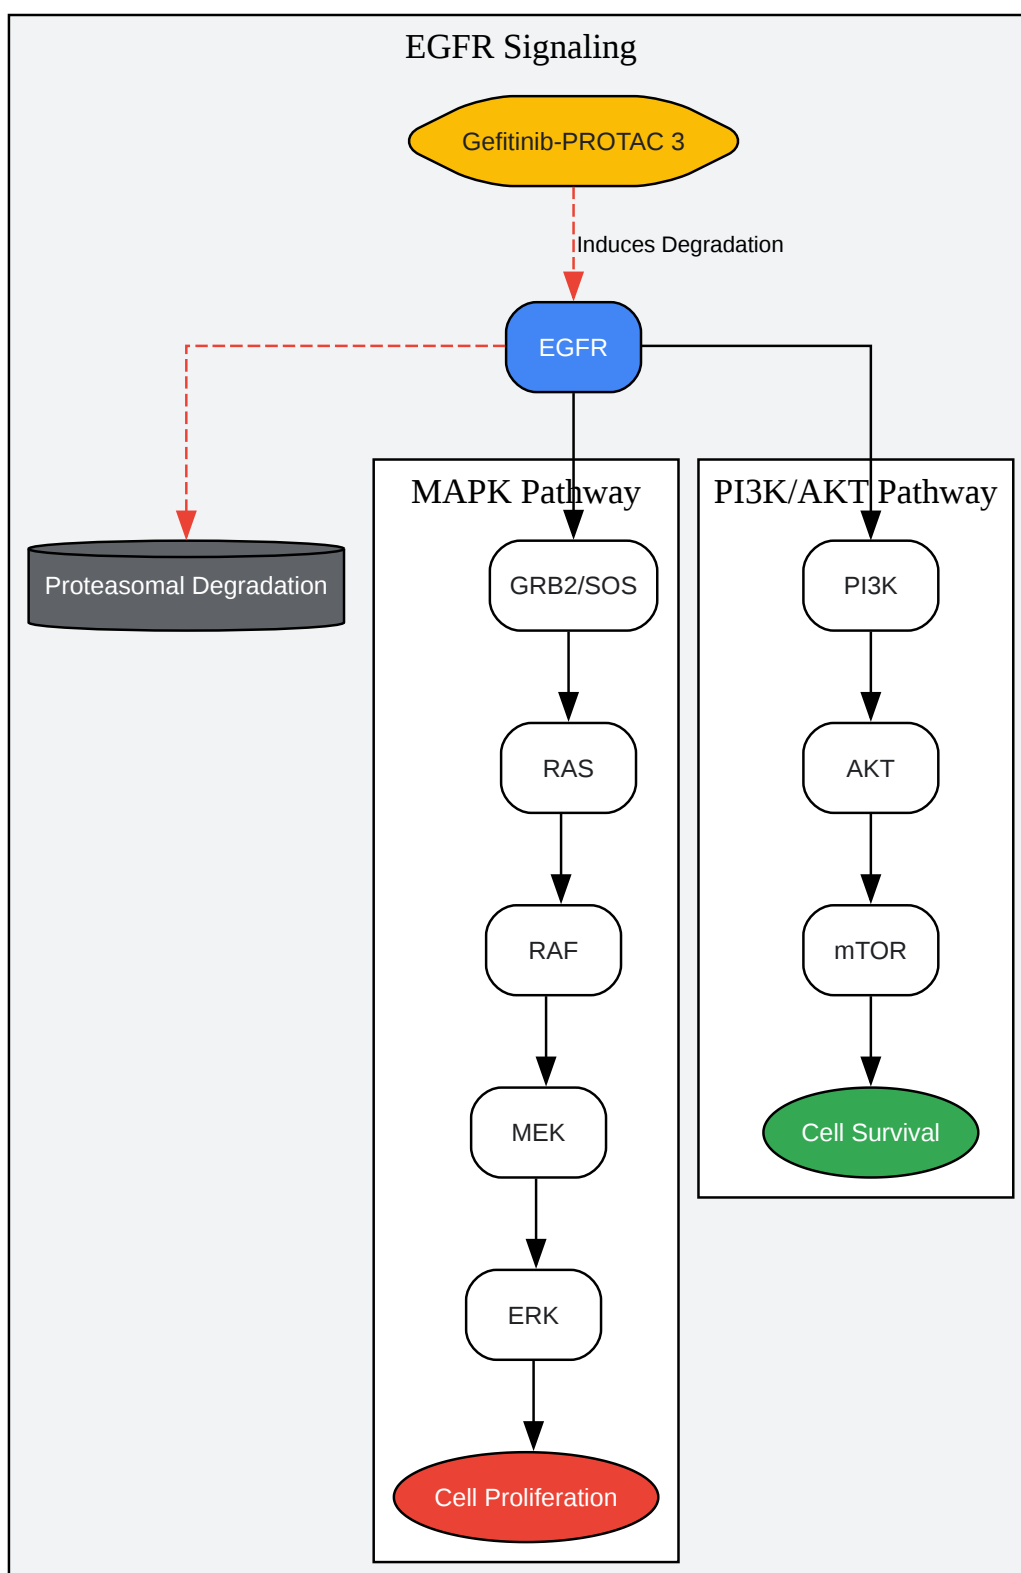 EGFR Signaling
Gefitinib-PROTAC 3
Induces Degradation
EGFR
MAPK Pathway
PI3K/AKT Pathway
Proteasomal Degradation
GRB2/SOS
PI3K
RAS
AKT
RAF
mTOR
MEK
Cell Survival
ERK
Cell Proliferation